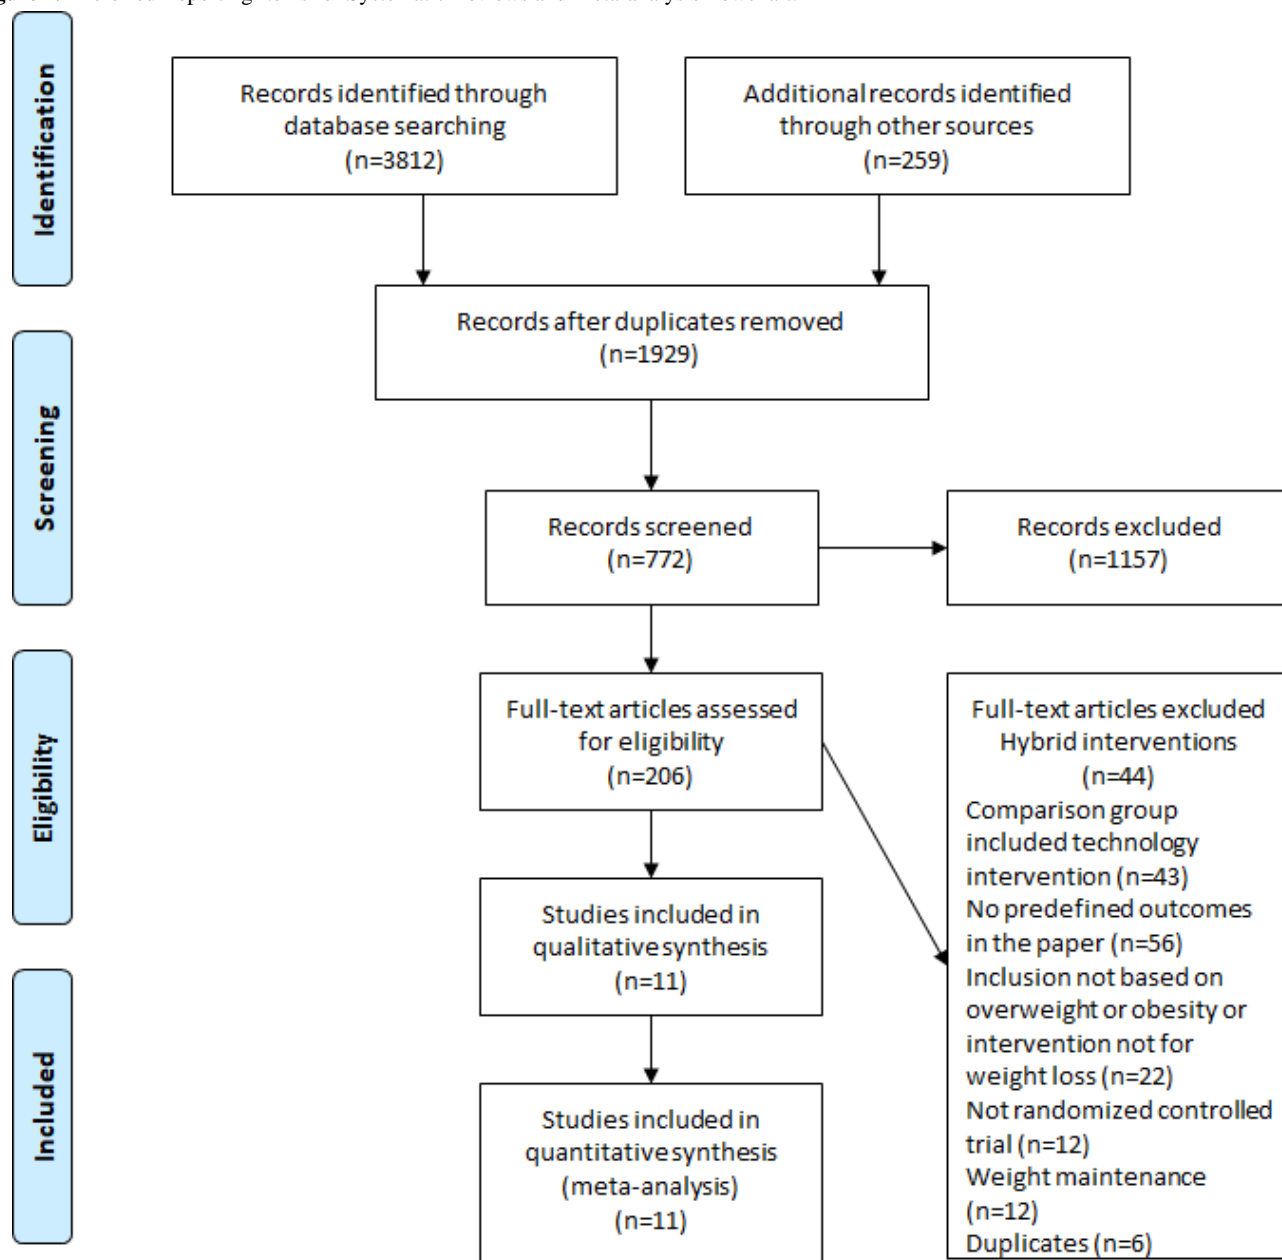 Identification
Records identified through
database searching
(n=3812)
Additional records identified
through other sources
(n=259)
Records after duplicates removed
(n=1929)
Screening
Records screened
(n=772)
Records excluded
(n=1157)
Eligibility
Full-text articles assessed
for eligibility
(n=206)
Full-text articles excluded
Hybrid interventions
(n=44)
Comparison group
included technology
intervention (n=43)
No predefined outcomes
in the paper (n=56)
Inclusion not based on
overweight or obesity or
intervention not for
weight loss (n=22)
Not randomized controlled
trial (n=12)
Weight maintenance
(n=12)
Duplicates (n=6)
Studies included in
qualitative synthesis
(n=11)
Included
Studies included in
quantitative synthesis
(meta-analysis)
(n=11)